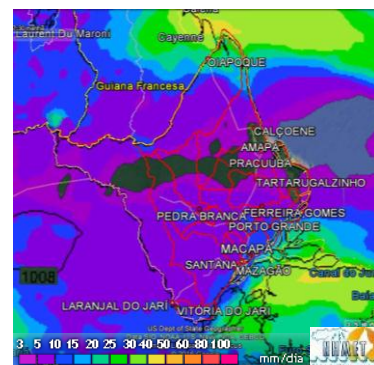 Laurent Du Maroni
Cayenne
OIAPOQUE
Guiana Francesa
CALÇOENE
AMAPÁ
PRACUUBA
TARTARUGALZINHO
PEDRA BRANCA
FERREIRA GOMES
PORTO GRANDE
MACAPÁ
SANTANA
MAZAGÃO
1008
LARANJAL DO JARI
VITÓRIA DO JARI
US Dept of State Geographer
3 5 10 15 20 25 30 40 50 60 80 100
mm/dia